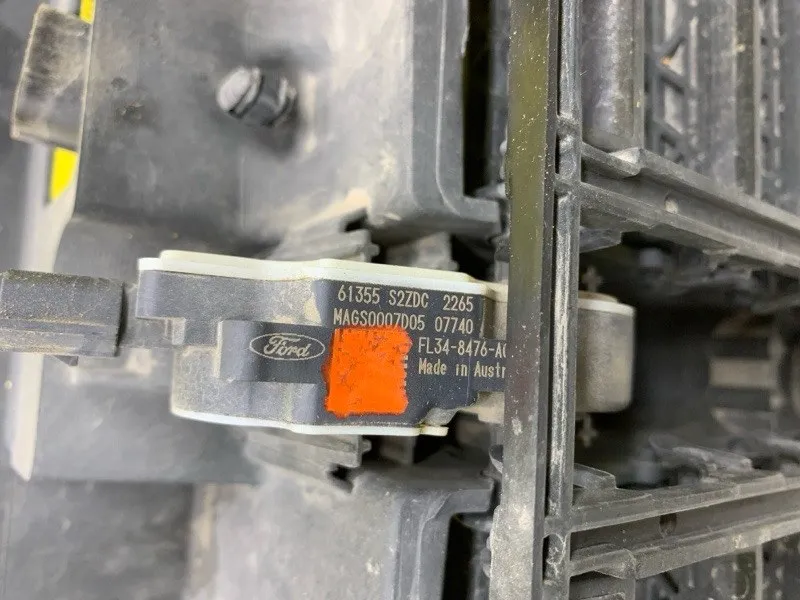 61355 S2ZDC 2265
MAGS0007D05 07740
Ford
FL34-8476-A
Made in Austr